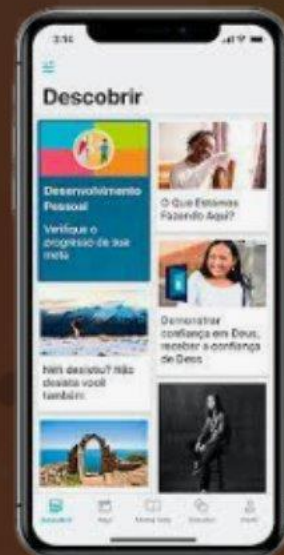 Descobrir
Desenvolvimento
Pessoal
Verifique o
progresso de sua
meta
O Que Estamos
Fazendo Aqui?
Demonstrar
confiança em Deus,
receber a confiança
de Deus
desistiu? Não
desista você
também
Descobrir